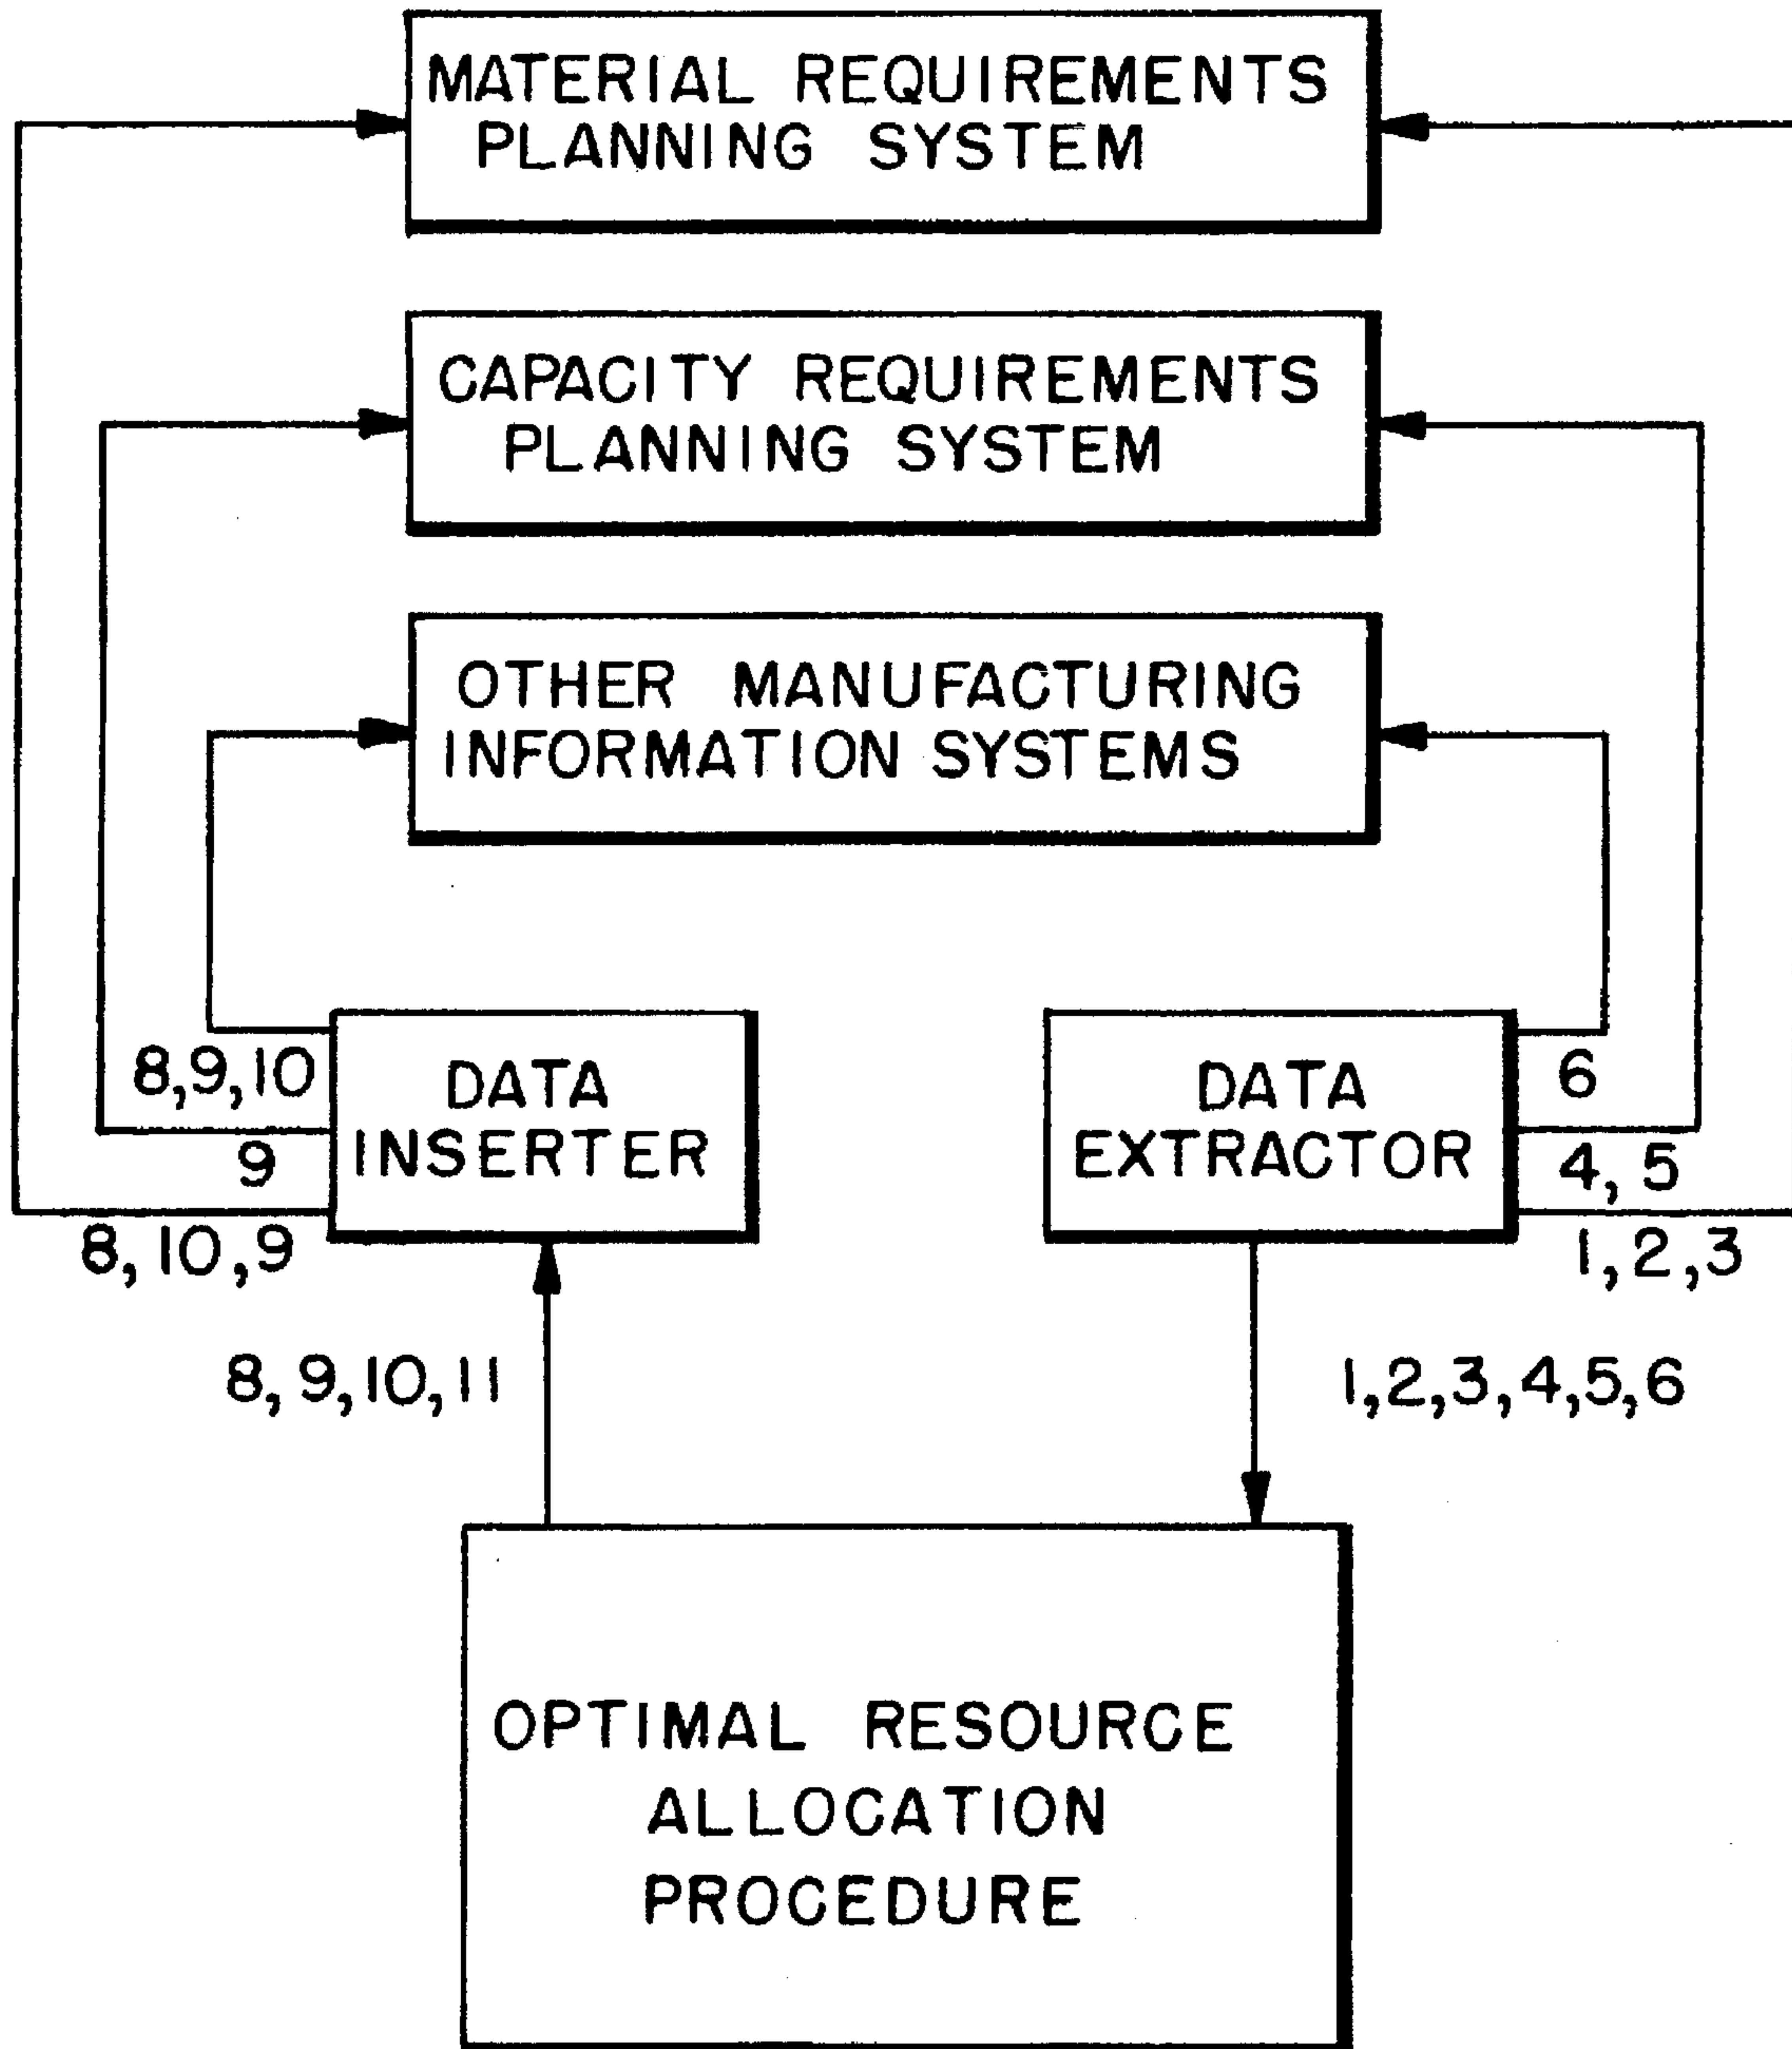 MATERIAL REQUIREMENTS
PLANNING SYSTEM
CAPACITY REQUIREMENTS
PLANNING SYSTEM
OTHER MANUFACTURING
INFORMATION SYSTEMS
8,9,10
9
8,10,9
DATA
INSERTER
DATA
EXTRACTOR
6
4,5
1,2,3
8,9,10,11
1,2,3,4,5,6
OPTIMAL RESOURCE
ALLOCATION
PROCEDURE